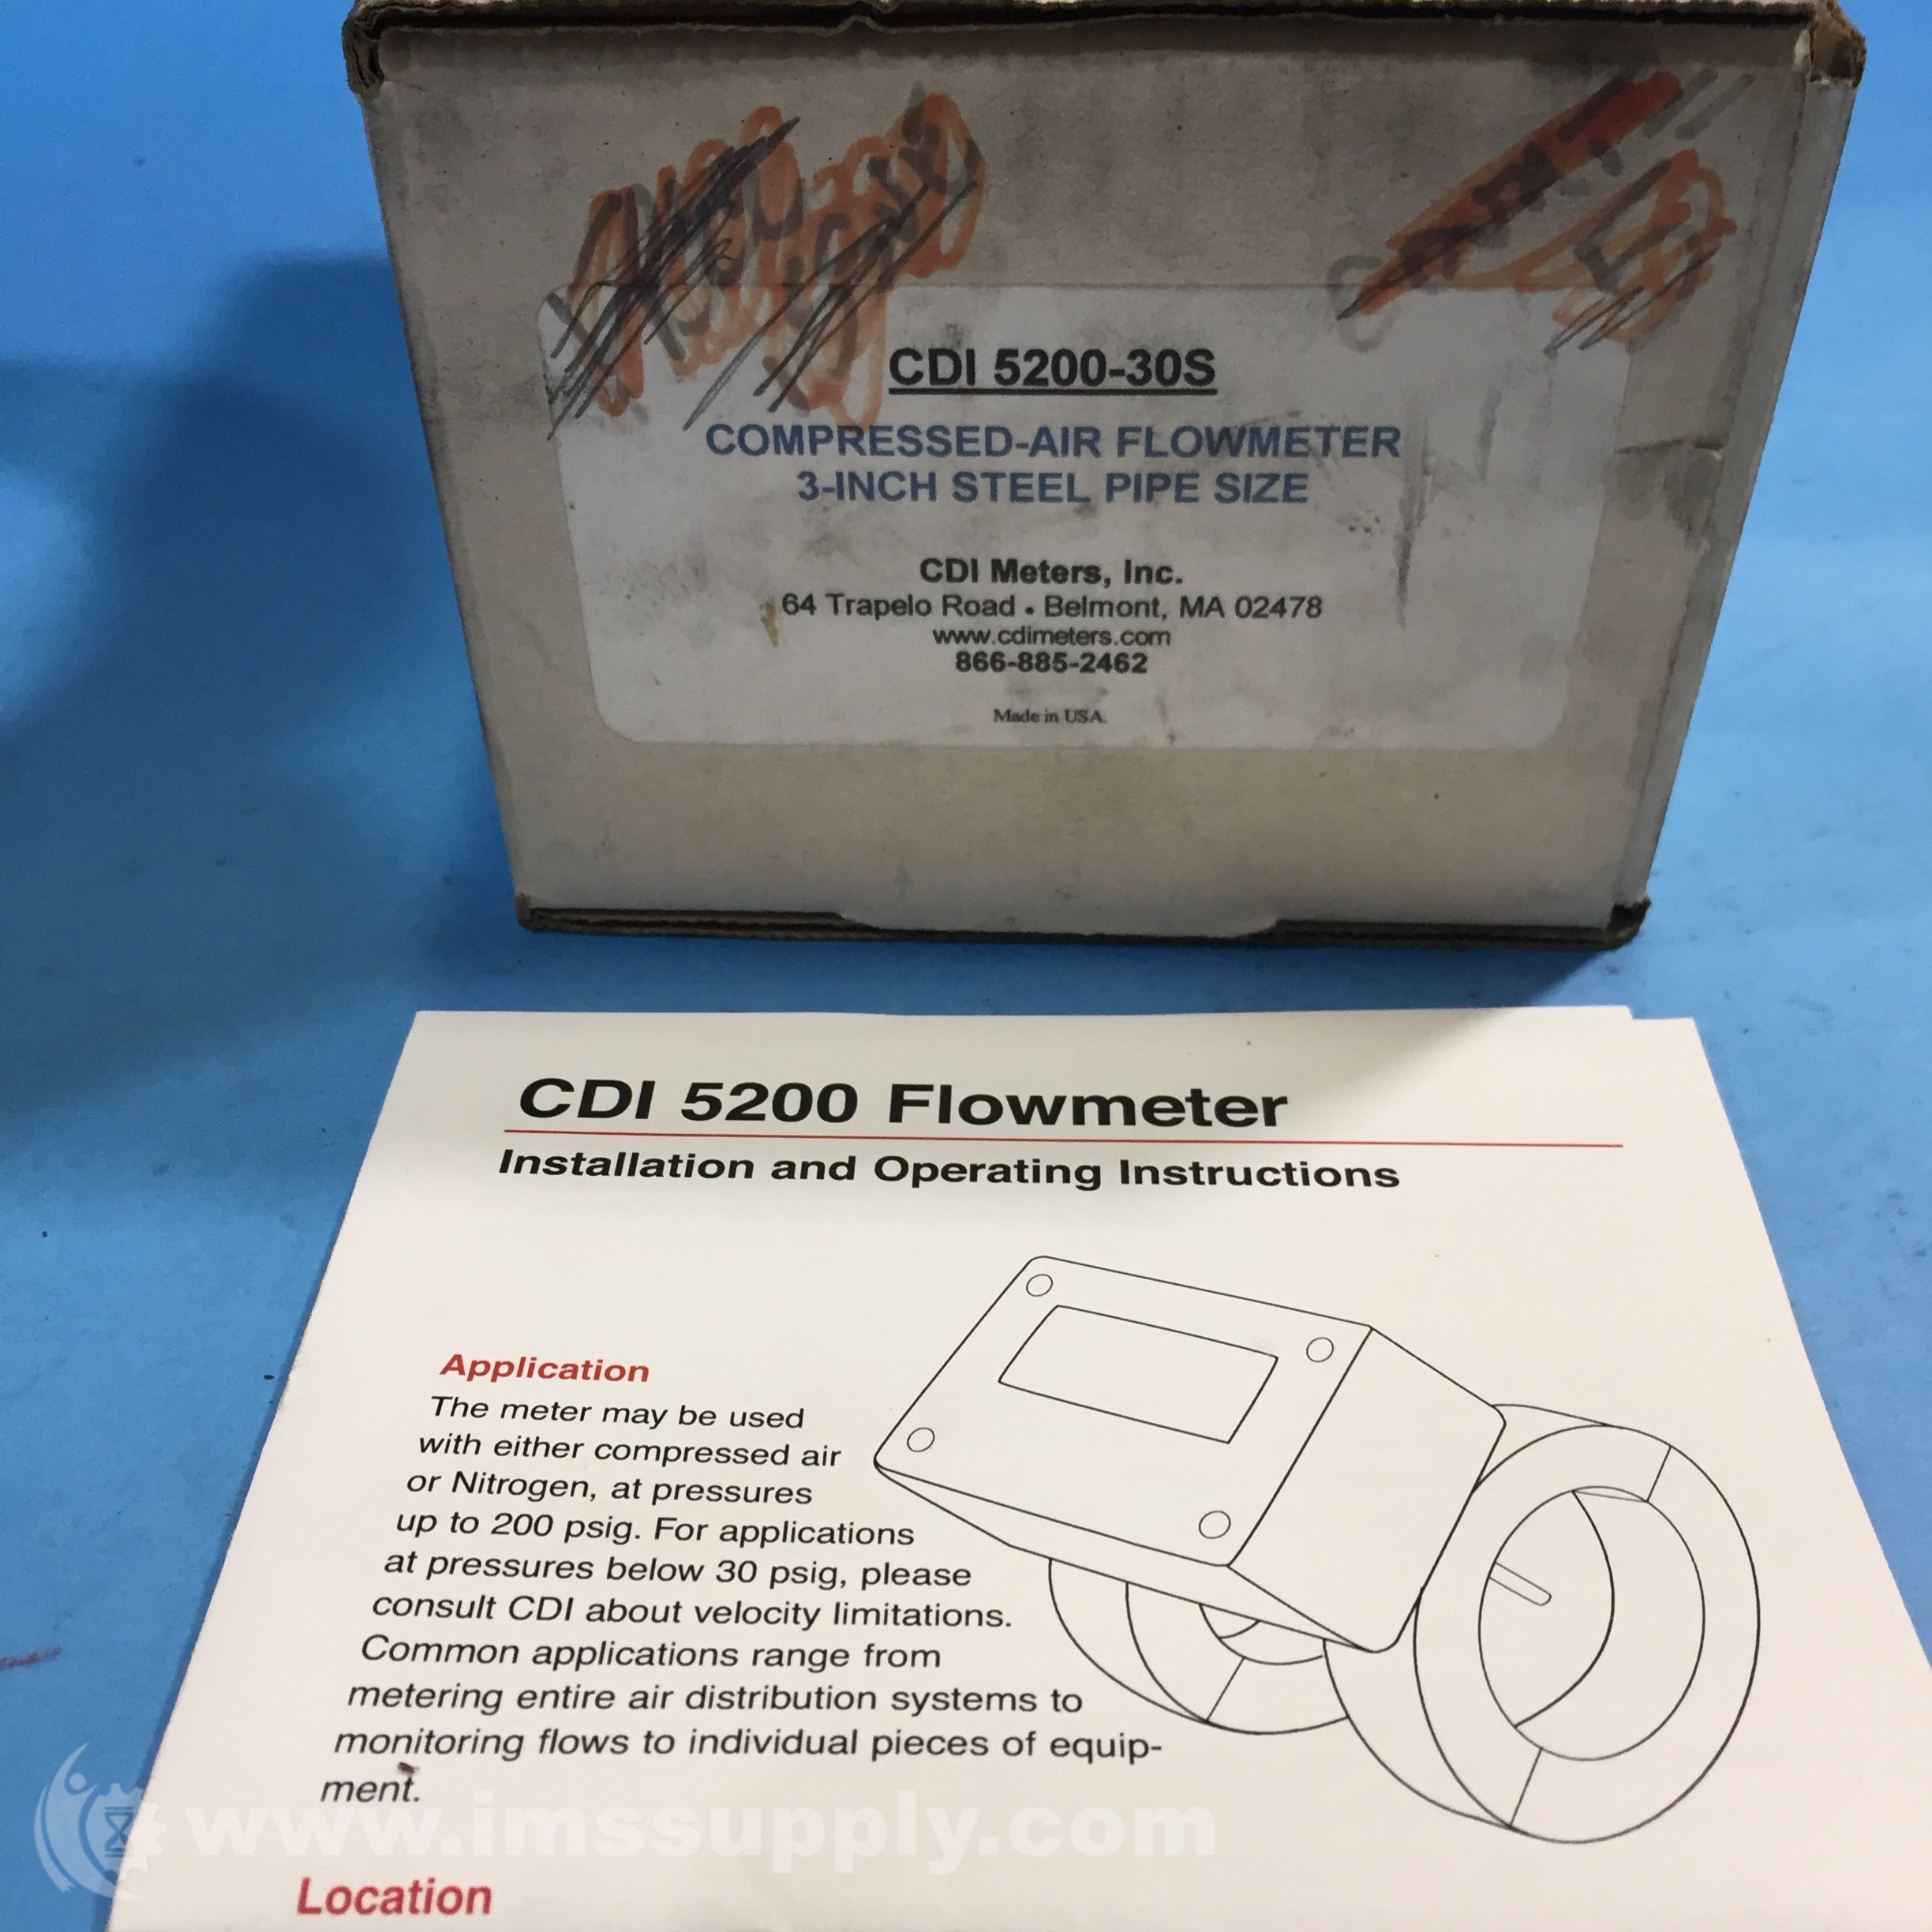 CDI 5200-30S
COMPRESSED-AIR FLOWMETER
3-INCH STEEL PIPE SIZE
CDI Meters, Inc.
64 Trapelo Road • Belmont, MA 02478
www.cdimeters.com
866-885-2462
Made in USA.
CDI 5200 Flowmeter
Installation and Operating Instructions
Application
The meter may be used
with either compressed air
or Nitrogen, at pressures
up to 200 psig. For applications
at pressures below 30 psig, please
consult CDI about velocity limitations.
Common applications range from
metering entire air distribution systems to
monitoring flows to individual pieces of equip-
ment.
www.imssupply.com
Location